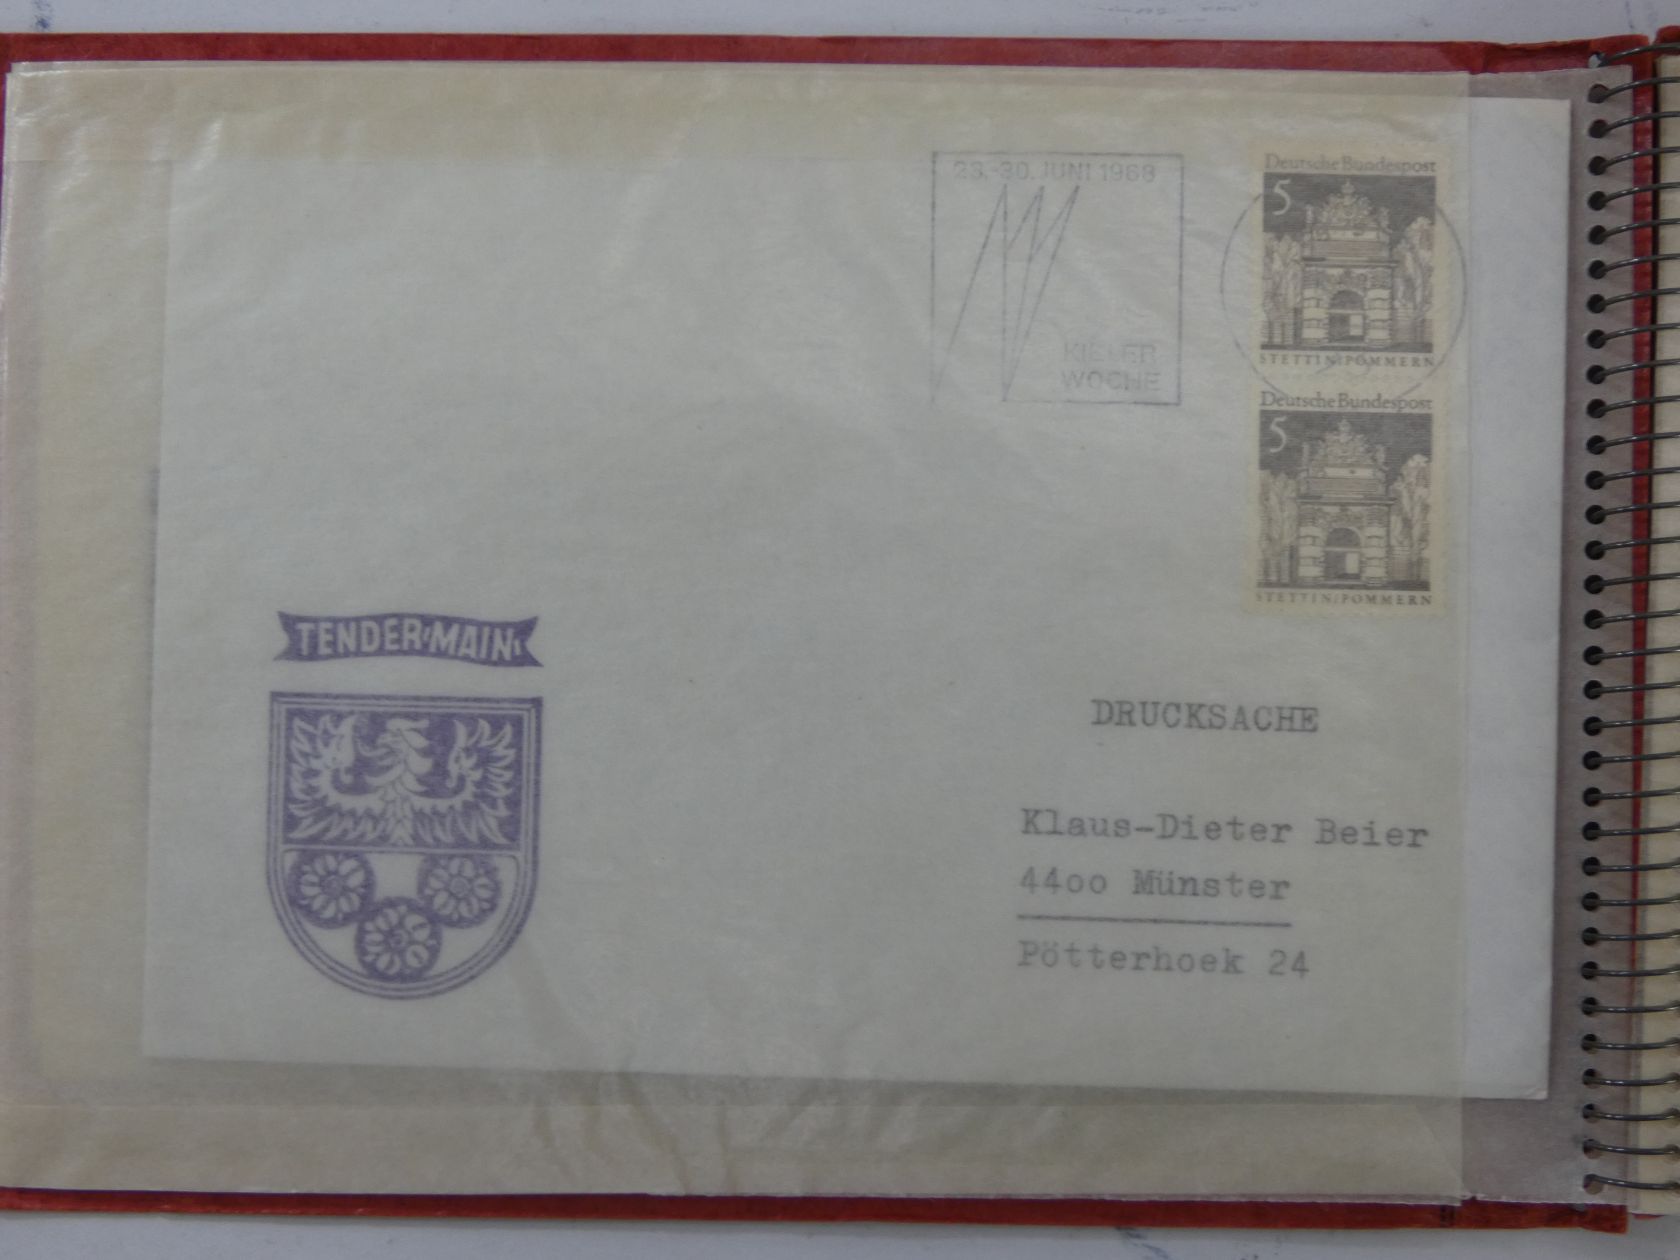 23.-30. JUNI 1968
KIELER
WOCHE
Deutsche Bundespost
5
STETTIN/POMMERN
Deutsche Bundespost
5
STETTIN/POMMERN
TENDER "MAIN"
DRUCKSACHE
Klaus-Dieter Beier
44oo Münster
Pötterhoek 24